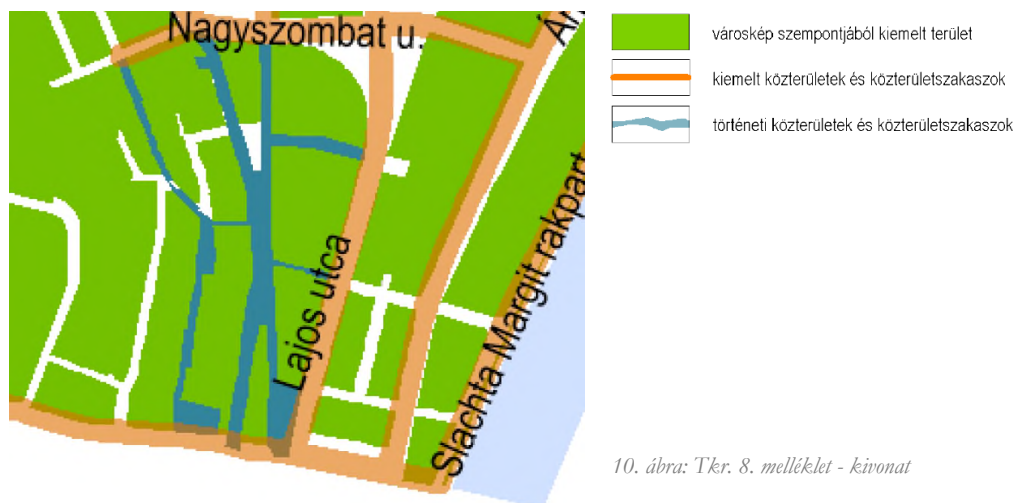 Nagyszombat u.
Lajos utca
Slachta Margit rakpart
városkép szempontjából kiemelt terület
kiemelt közterületek és közterületszakaszok
történeti közterületek és közterületszakaszok
10. ábra: Tkr. 8. melléklet - kivonat